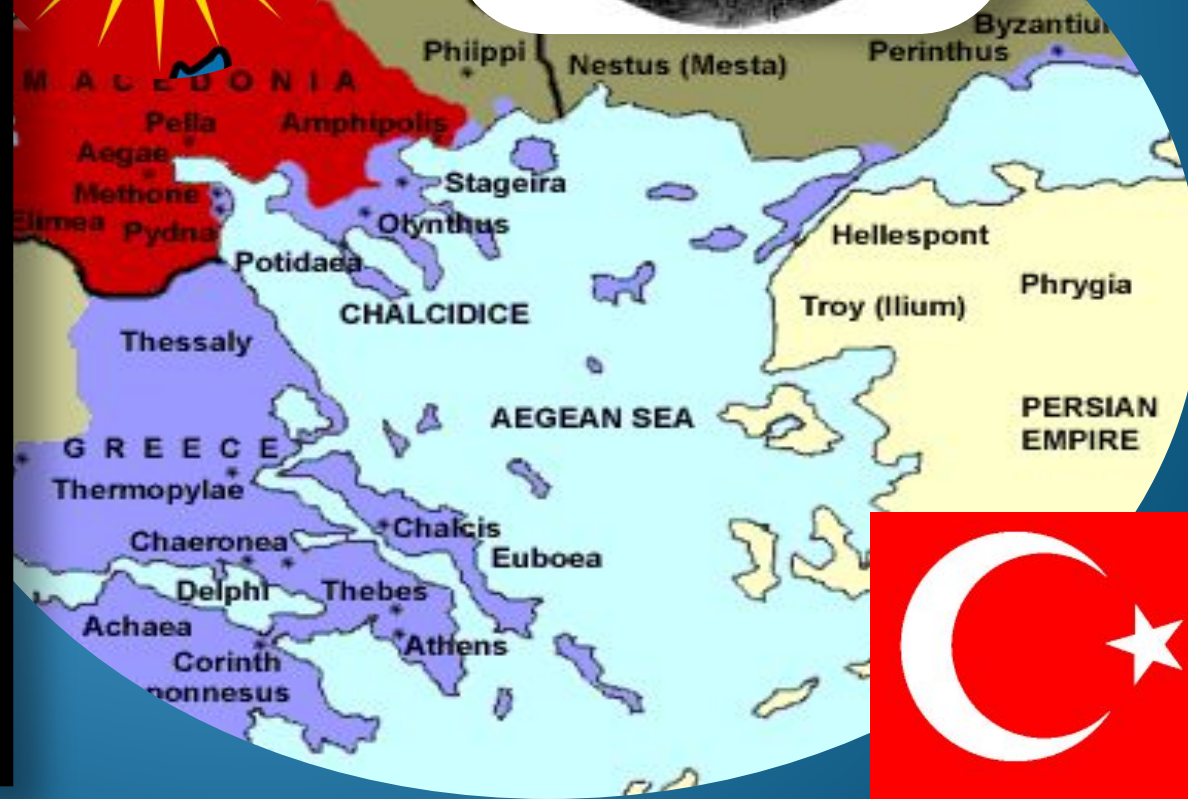 Byzantiu
Phiippi
Perinthus
Nestus (Mesta)
MACEDONIA
Pella
Amphipolis
Aegae
Stageira
Methone
Elimea
Pydna
Olynthus
Hellespont
Potidaea
Phrygia
CHALCIDICE
Troy (Ilium)
Thessaly
AEGEAN SEA
PERSIAN
EMPIRE
GREECE
Thermopylae
Chalcis
Chaeronea
Euboea
Delphi
Thebes
Achaea
Athens
Corinth
ponnesus